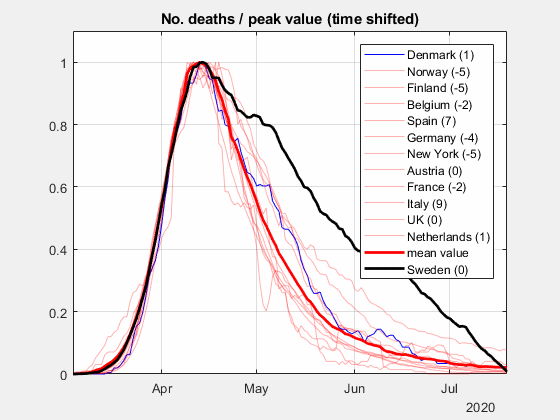 No. deaths / peak value (time shifted)
1
0.8
0.6
0.4
0.2
0
Apr
May
Jun
Jul
2020
Denmark (1)
Norway (-5)
Finland (-5)
Belgium (-2)
Spain (7)
Germany (-4)
New York (-5)
Austria (0)
France (-2)
Italy (9)
UK (0)
Netherlands (1)
mean value
Sweden (0)